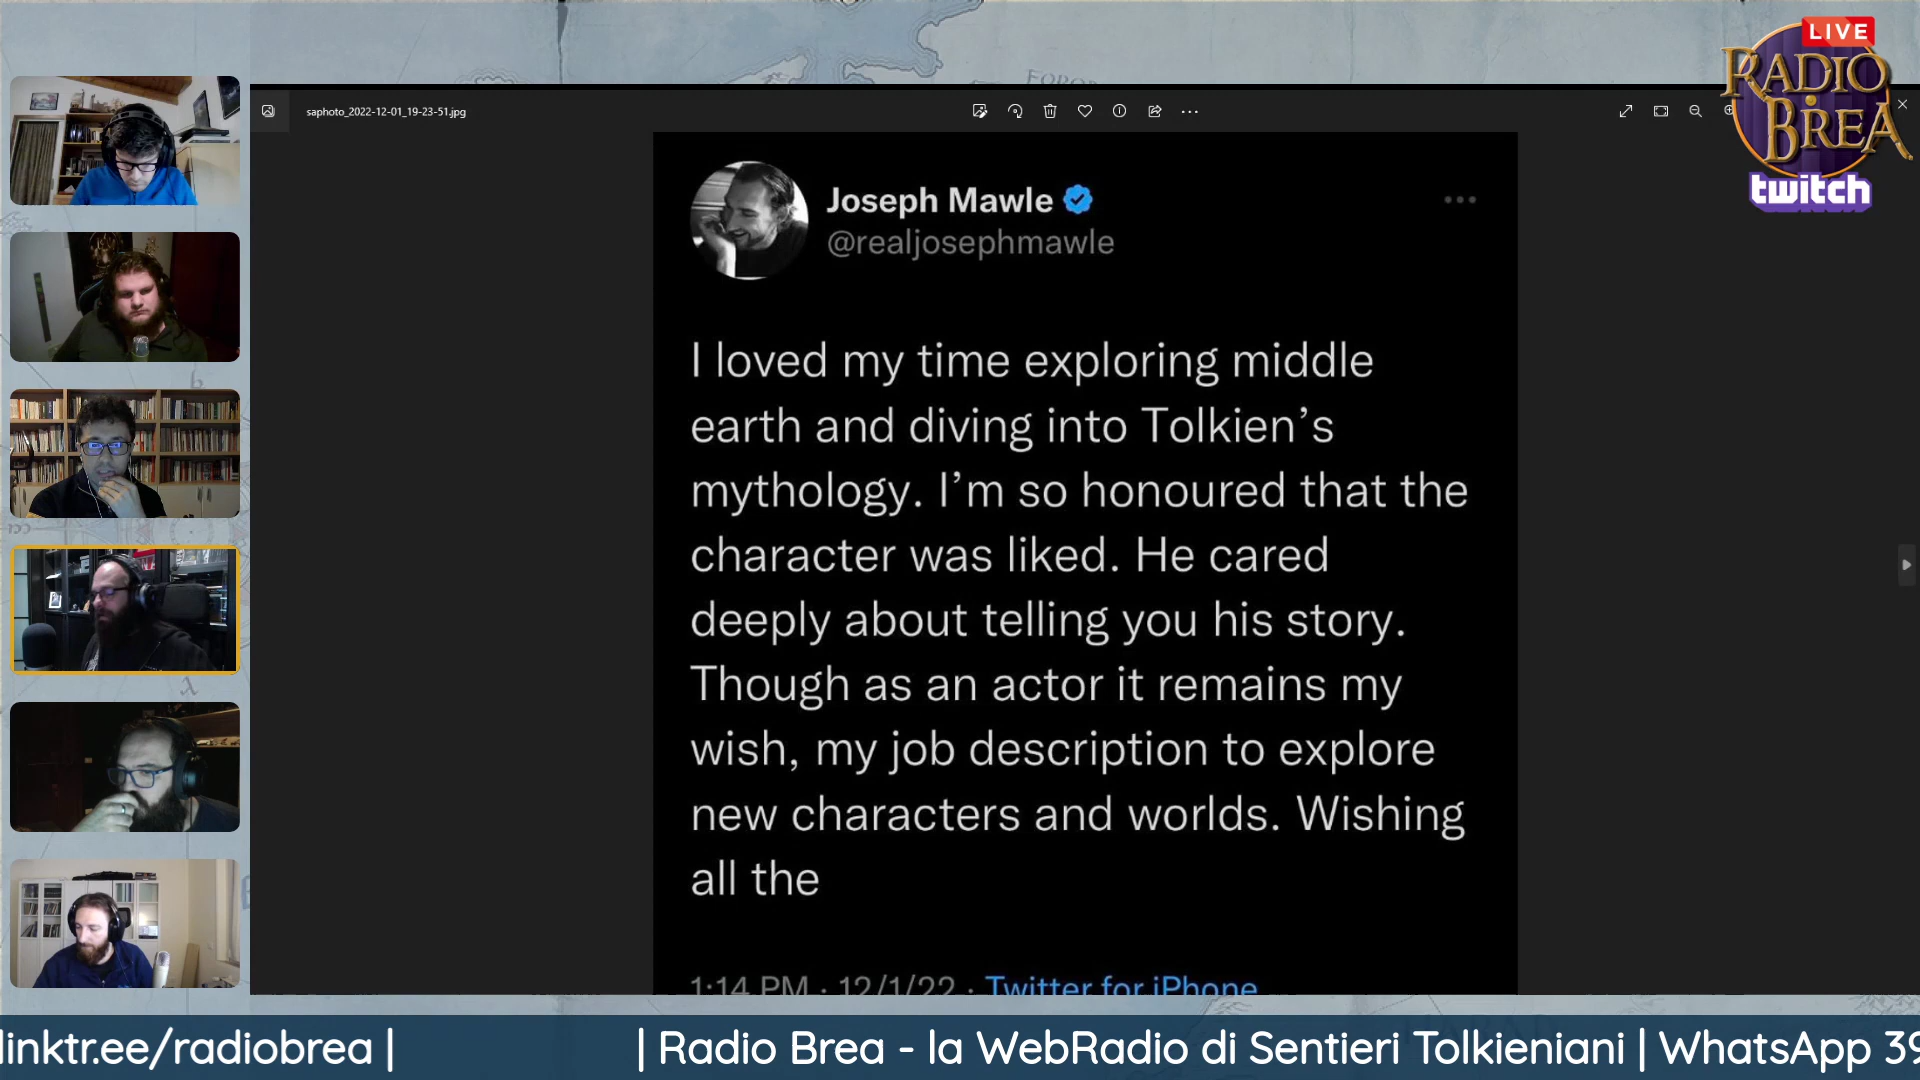 LIVE
RADIO
BREA
twitch
saphoto_2022-12-01_19-23-51.jpg
Joseph Mawle
@realjosephmawle
I loved my time exploring middle
earth and diving into Tolkien’s
mythology. I’m so honoured that the
character was liked. He cared
deeply about telling you his story.
Though as an actor it remains my
wish, my job description to explore
new characters and worlds. Wishing
all the
1:14 PM · 12/1/22 · Twitter for iPhone
linktr.ee/radiobrea | | Radio Brea - la WebRadio di Sentieri Tolkieniani | WhatsApp 39